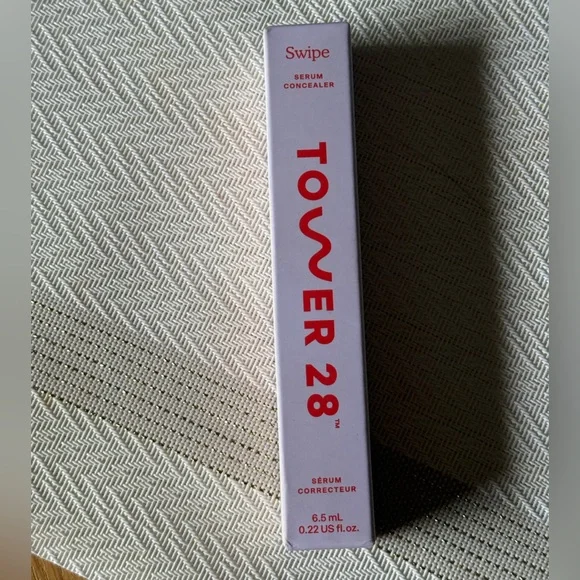 Swipe
SERUM
CONCEALER
TOWER 28™
SÉRUM
CORRECTEUR
6.5 mL
0.22 US fl.oz.